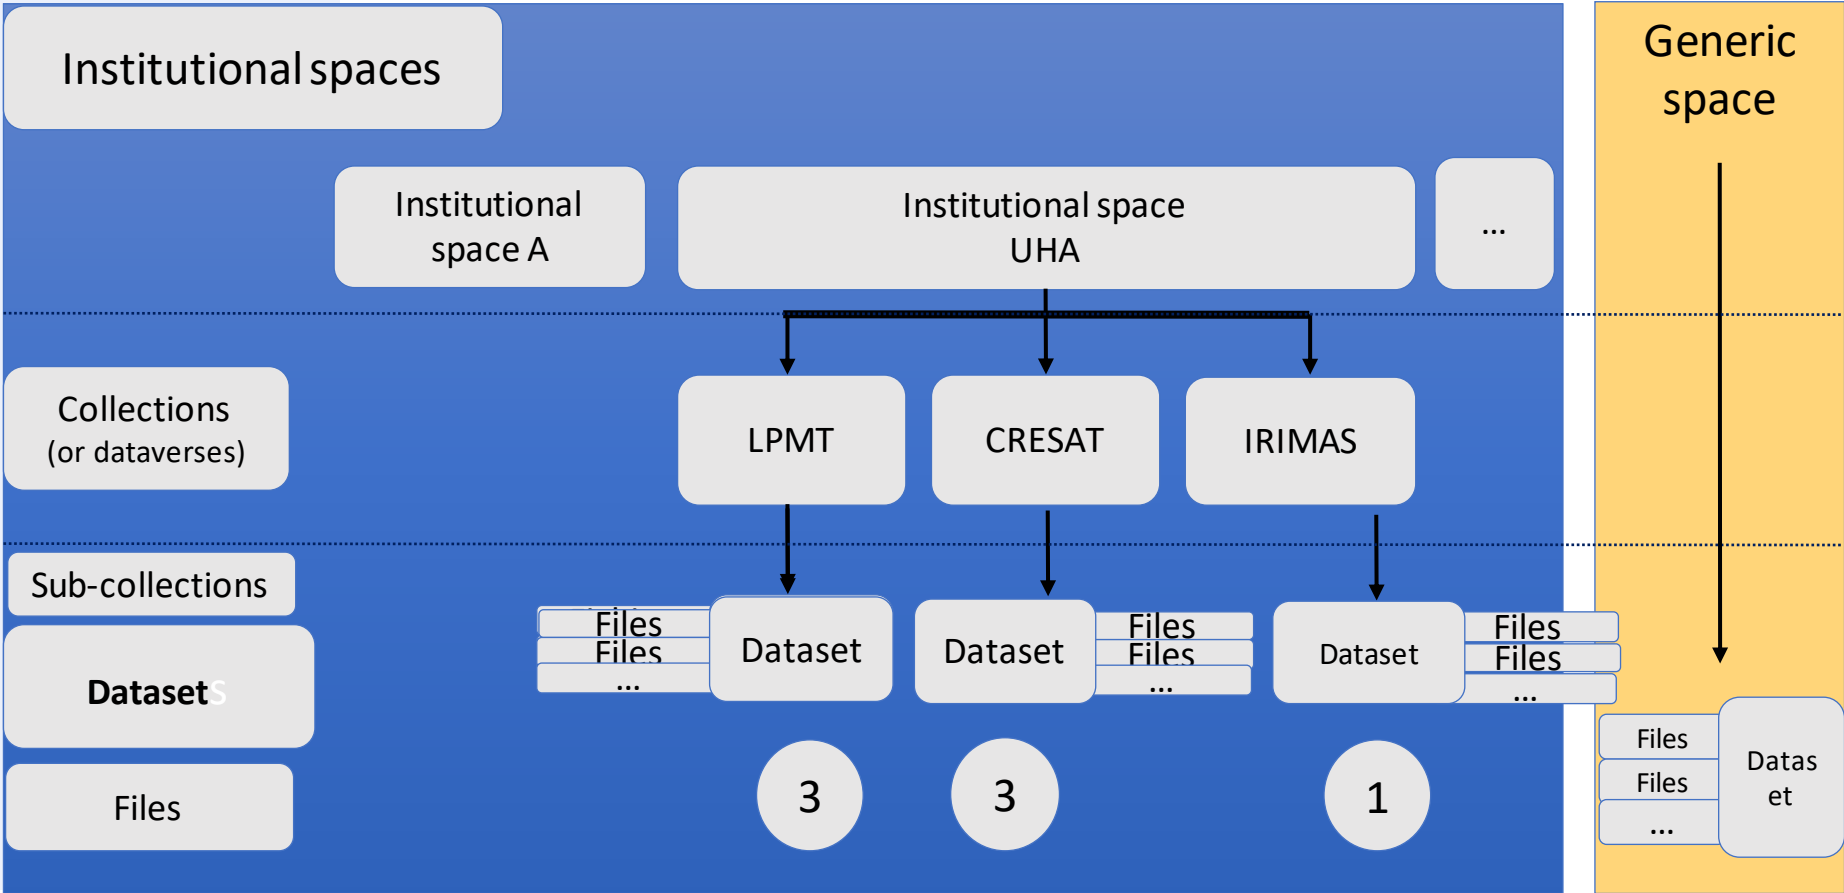 Institutional spaces
Generic
space
Institutional
space A
Institutional space
UHA
...
Collections
(or dataverses)
LPMT
CRESAT
IRIMAS
Sub-collections
DatasetS
Files
Files
Files
...
Dataset
Dataset
Files
Files
...
Dataset
Files
Files
...
Files
Files
...
Datas
et
3
3
1